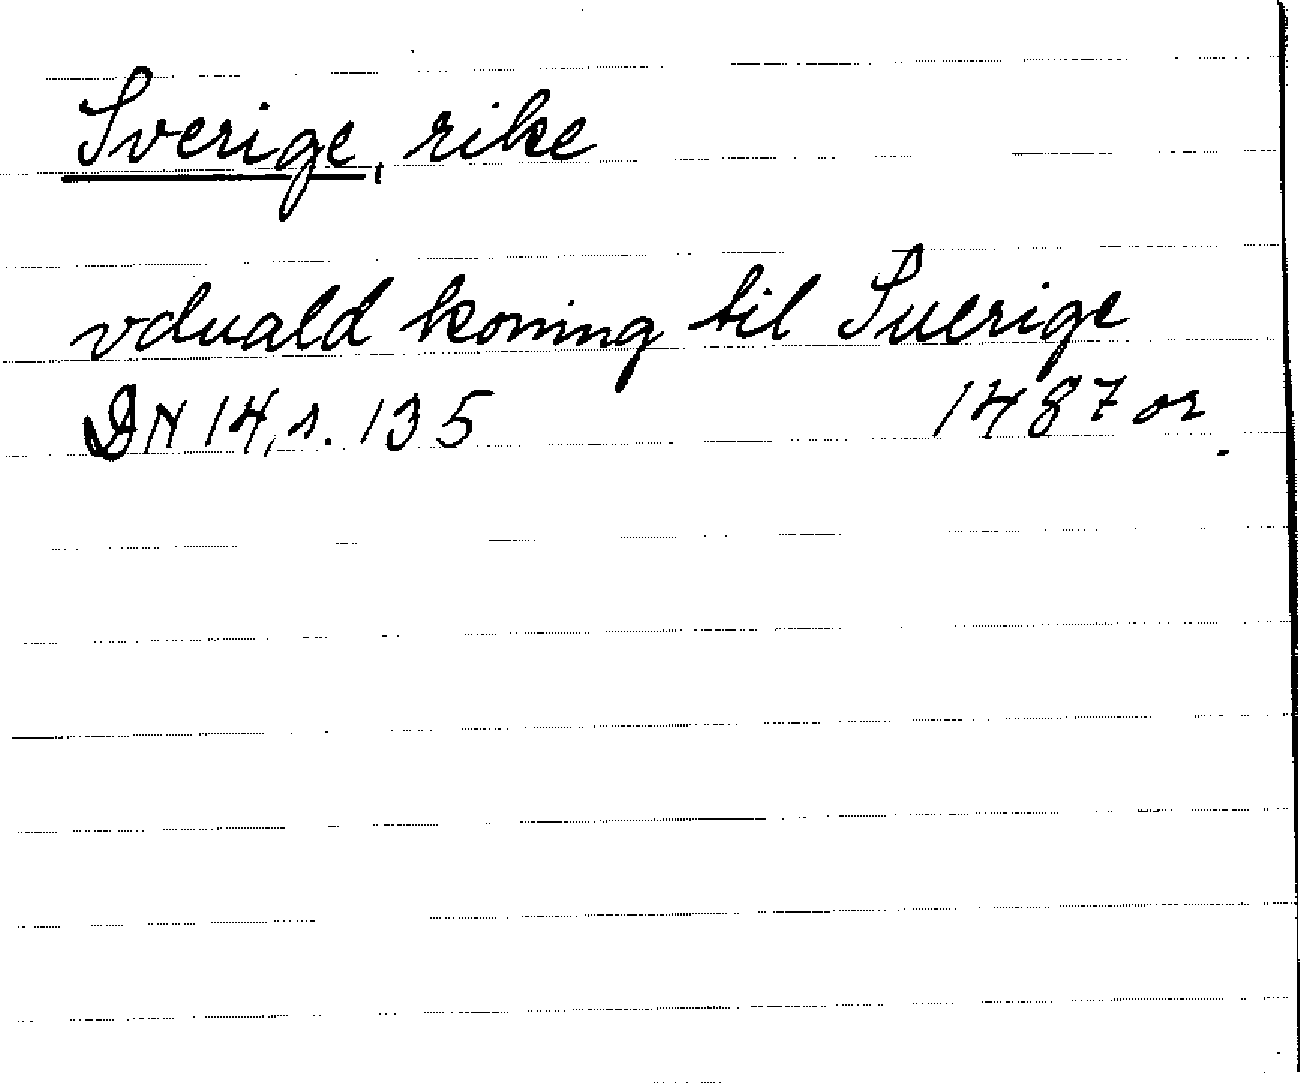 Sverige, rike
vduald koning til Suerige
DN 14, s. 135 1487 or.